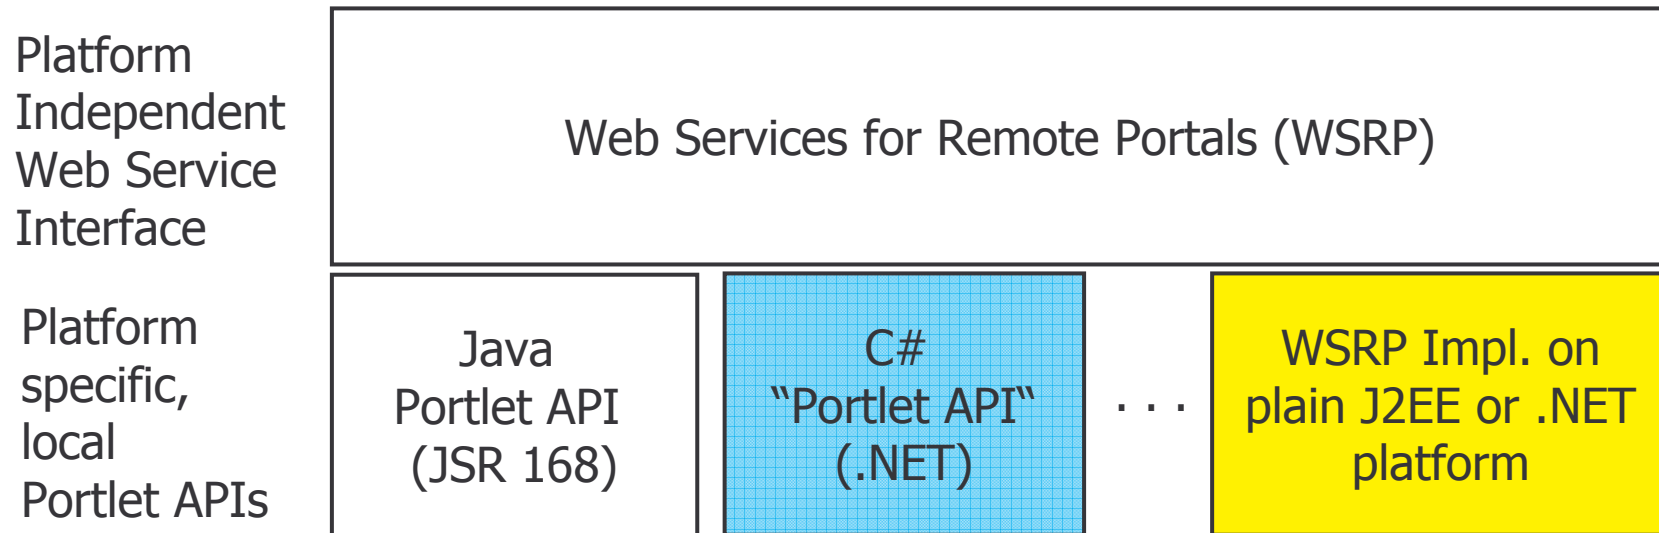 Platform
Independent
Web Service
Interface
Web Services for Remote Portals (WSRP)
Platform
specific,
local
Portlet APIs
Java
Portlet API
(JSR 168)
C#
“Portlet API“
(.NET)
. . .
WSRP Impl. on
plain J2EE or .NET
platform